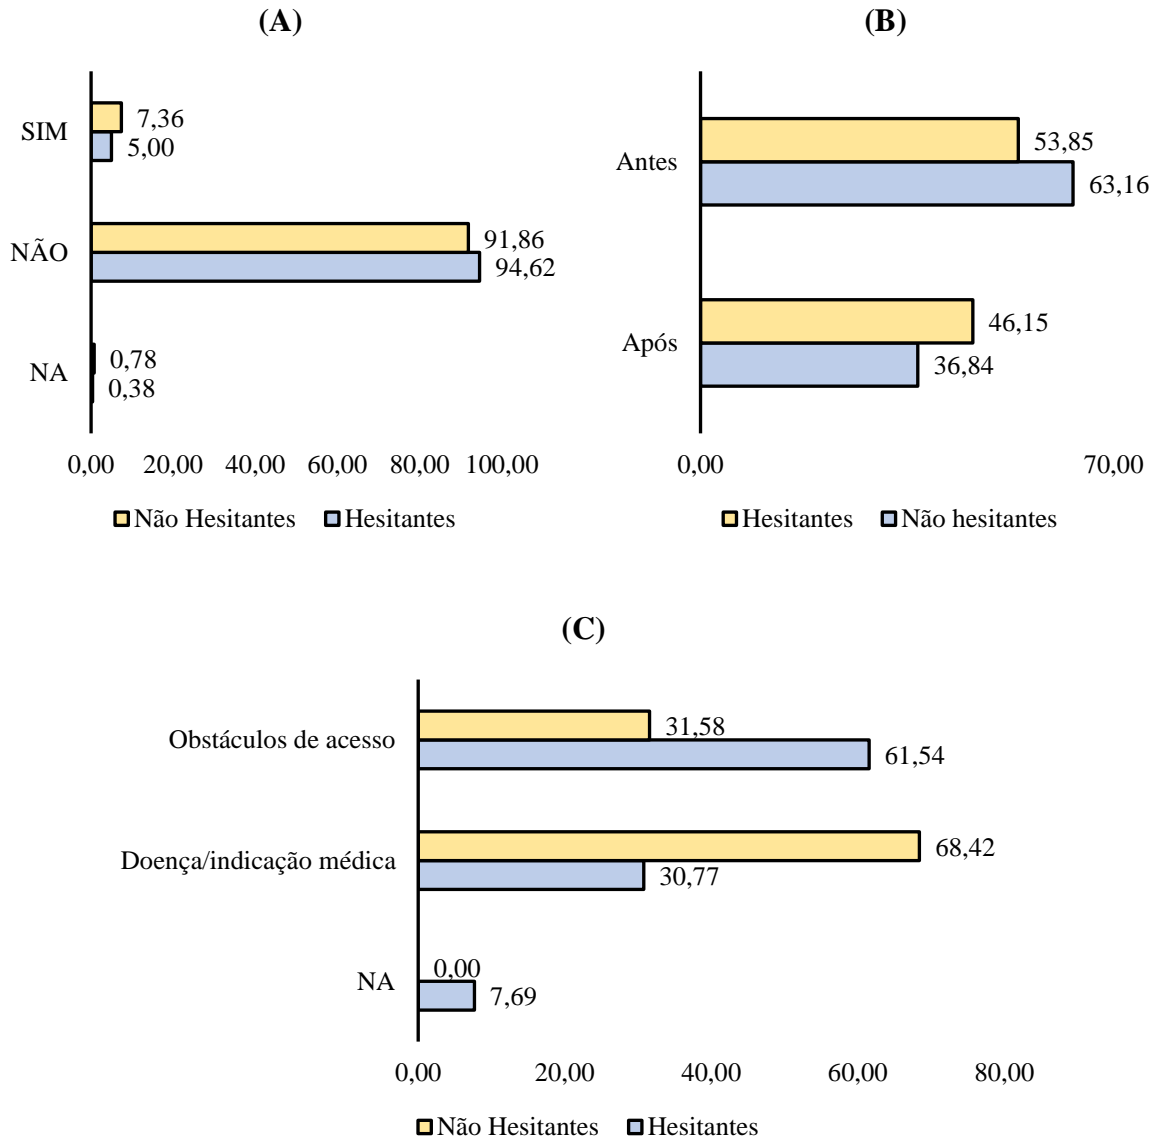 (A)
SIM
7,36
5,00
NÃO
91,86
94,62
NA
0,78
0,38
0,00 20,00 40,00 60,00 80,00 100,00
Não Hesitantes Hesitantes
(B)
Antes
53,85
63,16
Após
46,15
36,84
0,00 70,00
Hesitantes Não hesitantes
(C)
Obstáculos de acesso
31,58
61,54
Doença/indicação médica
68,42
30,77
NA
0,00
7,69
0,00 20,00 40,00 60,00 80,00
Não Hesitantes Hesitantes